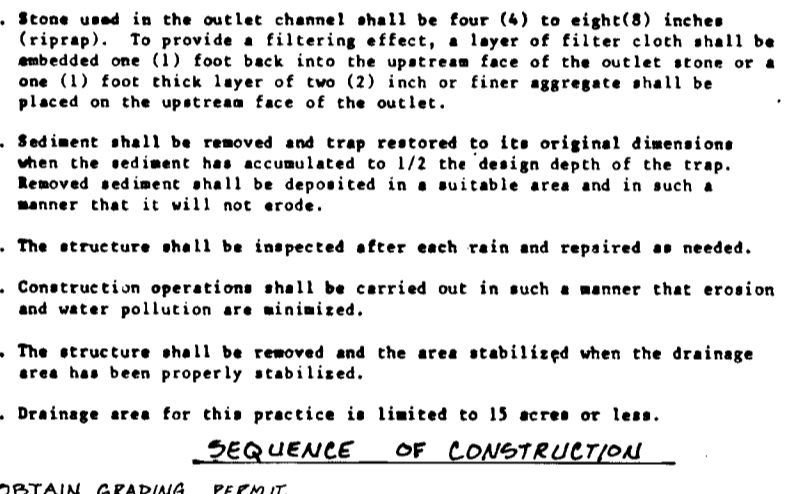 . Stone used in the outlet channel shall be four (4) to eight(8) inches
(riprap). To provide a filtering effect, a layer of filter cloth shall be
embedded one (1) foot back into the upstream face of the outlet stone or a
one (1) foot thick layer of two (2) inch or finer aggregate shall be
placed on the upstream face of the outlet.
. Sediment shall be removed and trap restored to its original dimensions
when the sediment has accumulated to 1/2 the design depth of the trap.
Removed sediment shall be deposited in a suitable area and in such a
manner that it will not erode.
. The structure shall be inspected after each rain and repaired as needed.
. Construction operations shall be carried out in such a manner that erosion
and water pollution are minimized.
. The structure shall be removed and the area stabilized when the drainage
area has been properly stabilized.
. Drainage area for this practice is limited to 15 acres or less.
SEQUENCE OF CONSTRUCTION
OBTAIN GRADING PERMIT